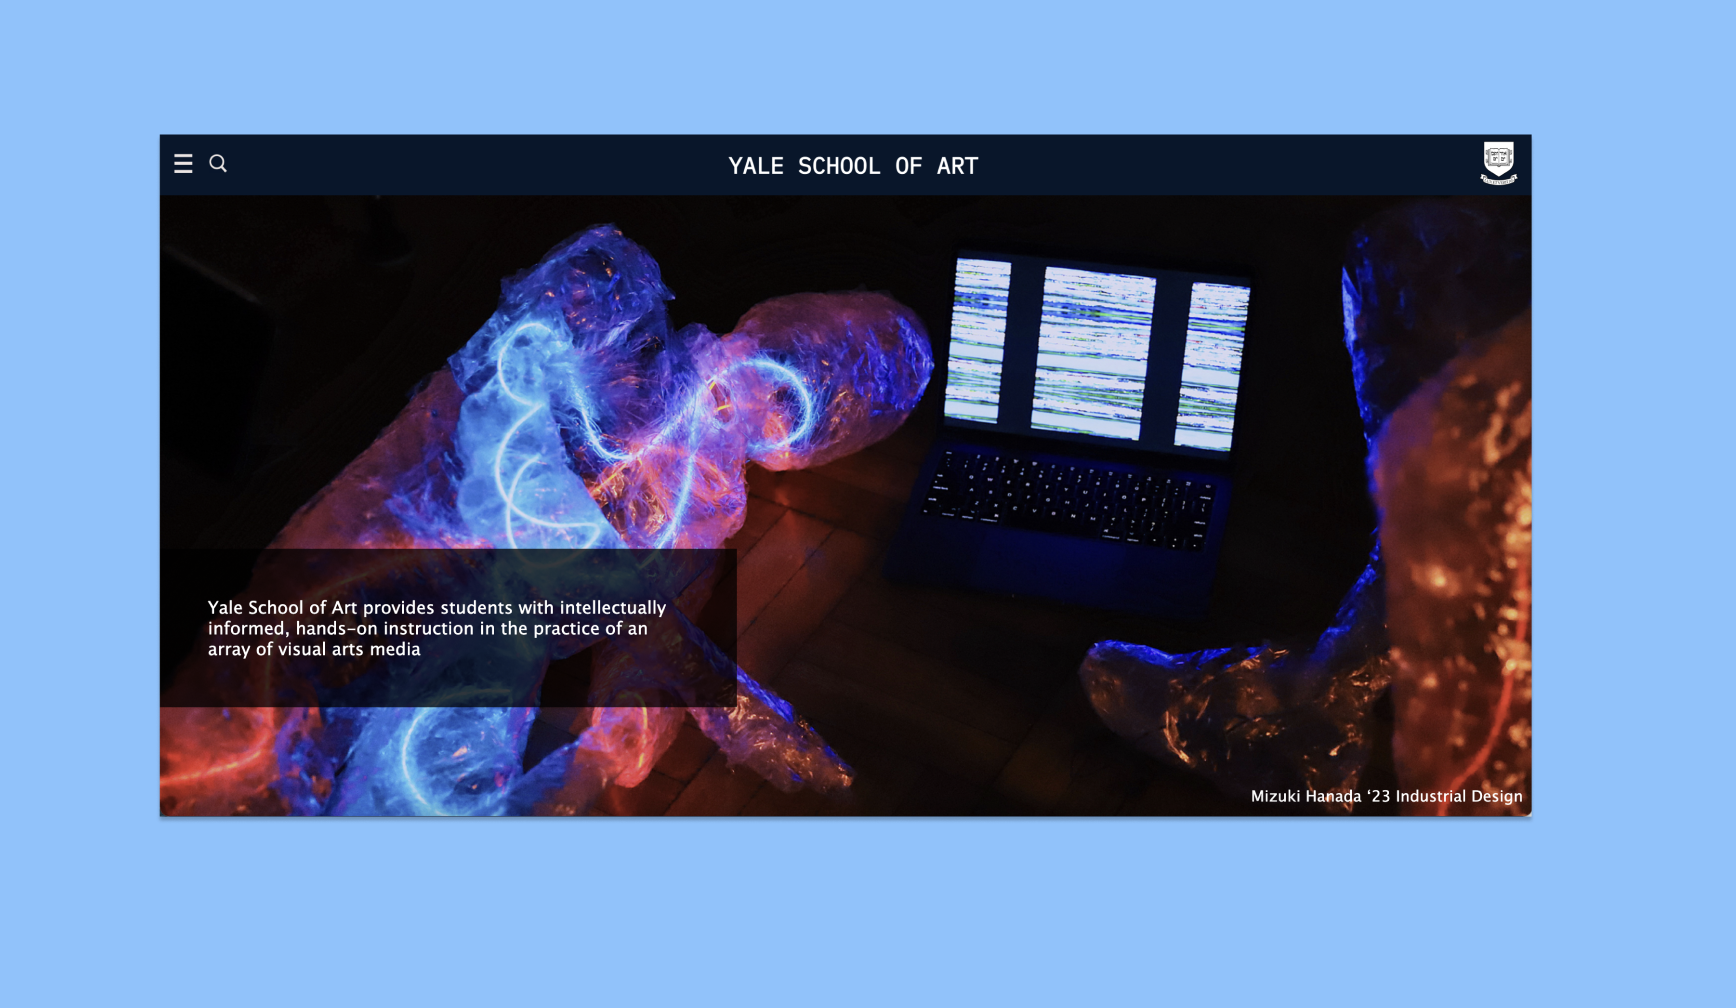 YALE SCHOOL OF ART
Yale School of Art provides students with intellectually
informed, hands-on instruction in the practice of an
array of visual arts media
Mizuki Hanada ‘23 Industrial Design